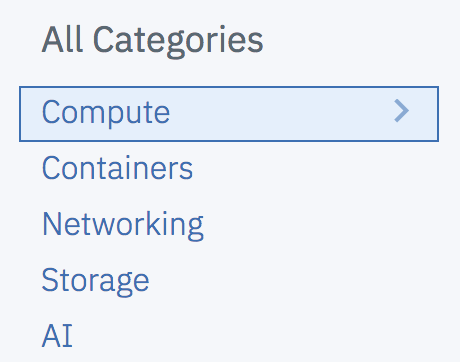 All Categories
Compute
Containers
Networking
Storage
AI